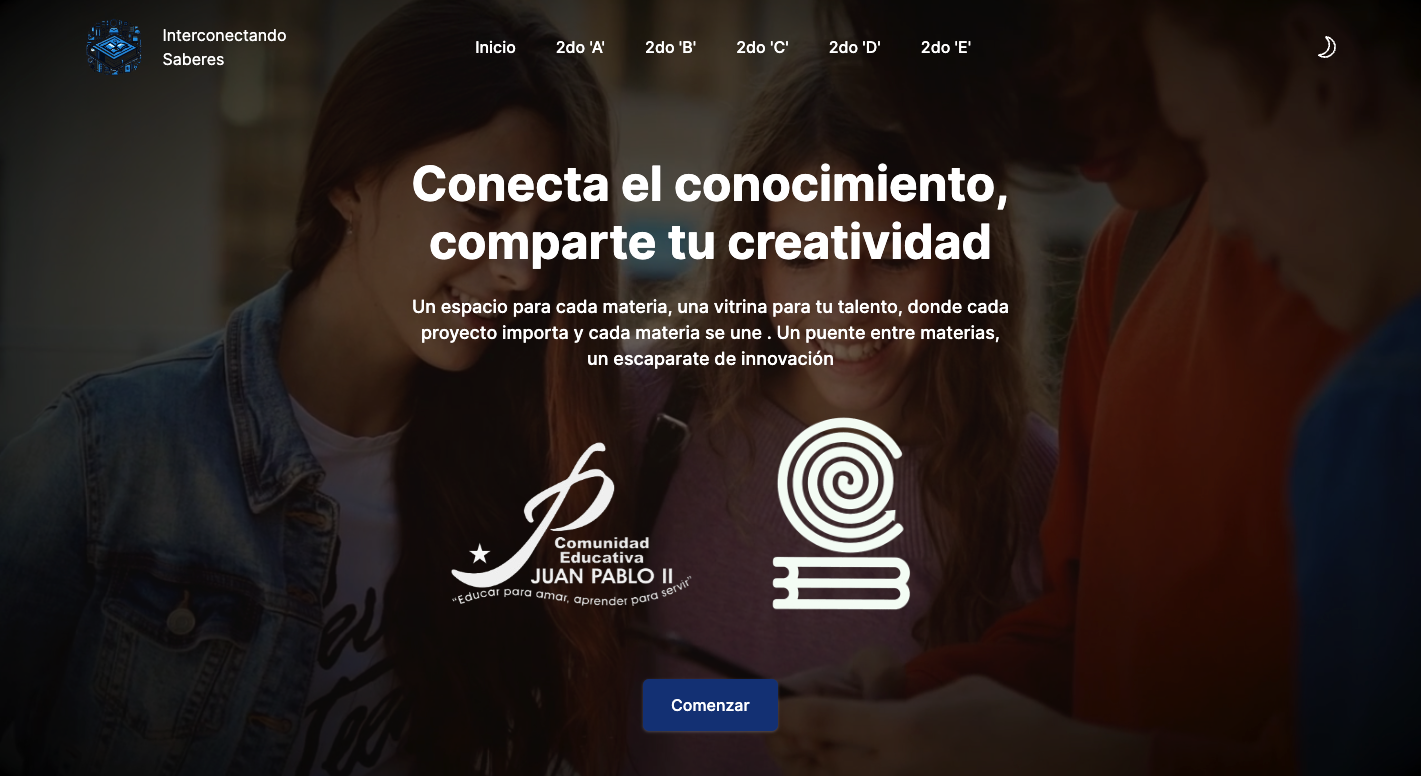 Interconectando
Saberes
Inicio
2do 'A'
2do 'B'
2do 'C'
2do 'D'
2do 'E'
Conecta el conocimiento,
comparte tu creatividad
Un espacio para cada materia, una vitrina para tu talento, donde cada
proyecto importa y cada materia se une . Un puente entre materias,
un escaparate de innovación
Comunidad
Educativa
JUAN PABLO II
“Educar para amar, aprender para servir”
Comenzar